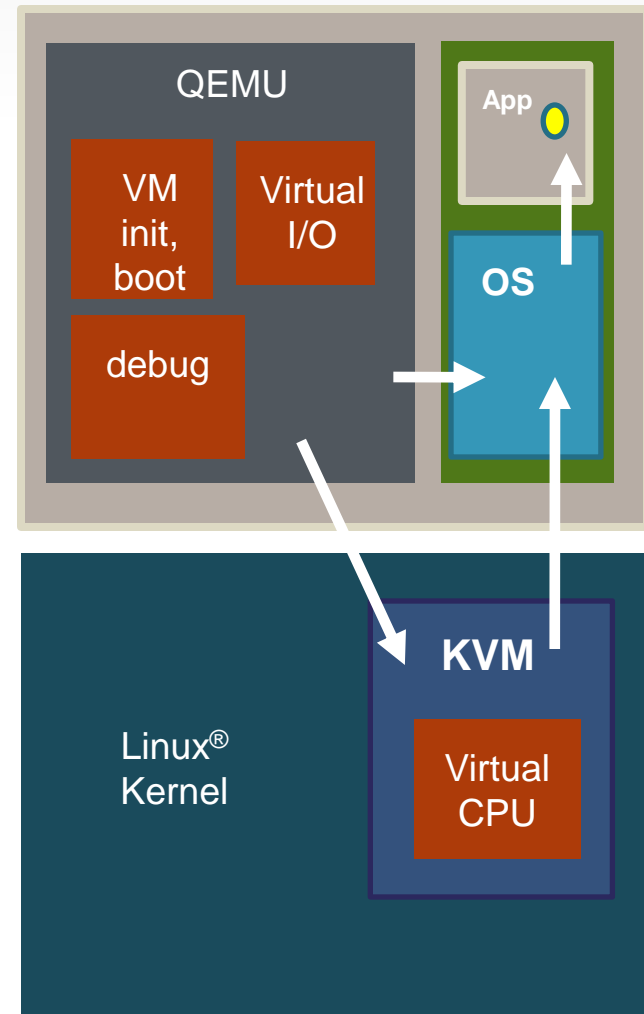 QEMU
App
VM
init,
boot
Virtual
I/O
OS
debug
KVM
Linux®
Kernel
Virtual
CPU